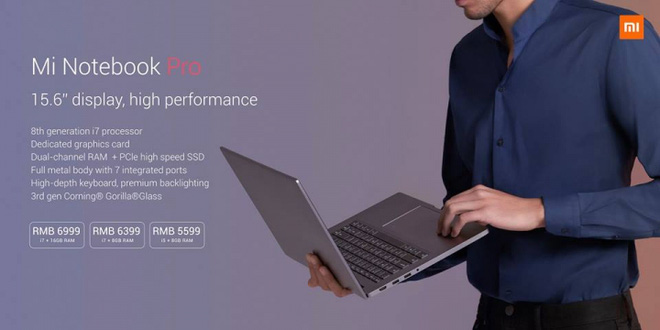 mi
Mi Notebook Pro
15.6" display, high performance
8th generation i7 processor
Dedicated graphics card
Dual-channel RAM + PCIe high speed SSD
Full metal body with 7 integrated ports
High-depth keyboard, premium backlighting
3rd gen Corning® Gorilla®Glass
RMB 6999
i7 + 16GB RAM
RMB 6399
i7 + 8GB RAM
RMB 5599
i5 + 8GB RAM